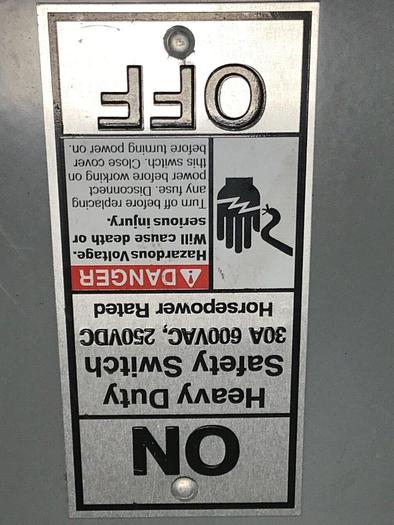 ON
Heavy Duty
Safety Switch
30A 600VAC, 250VDC
Horsepower Rated
DANGER
Hazardous Voltage.
Will cause death or
serious injury.
Turn off before replacing
any fuse. Disconnect
power before working on
this switch. Close cover
before turning power on.
OFF